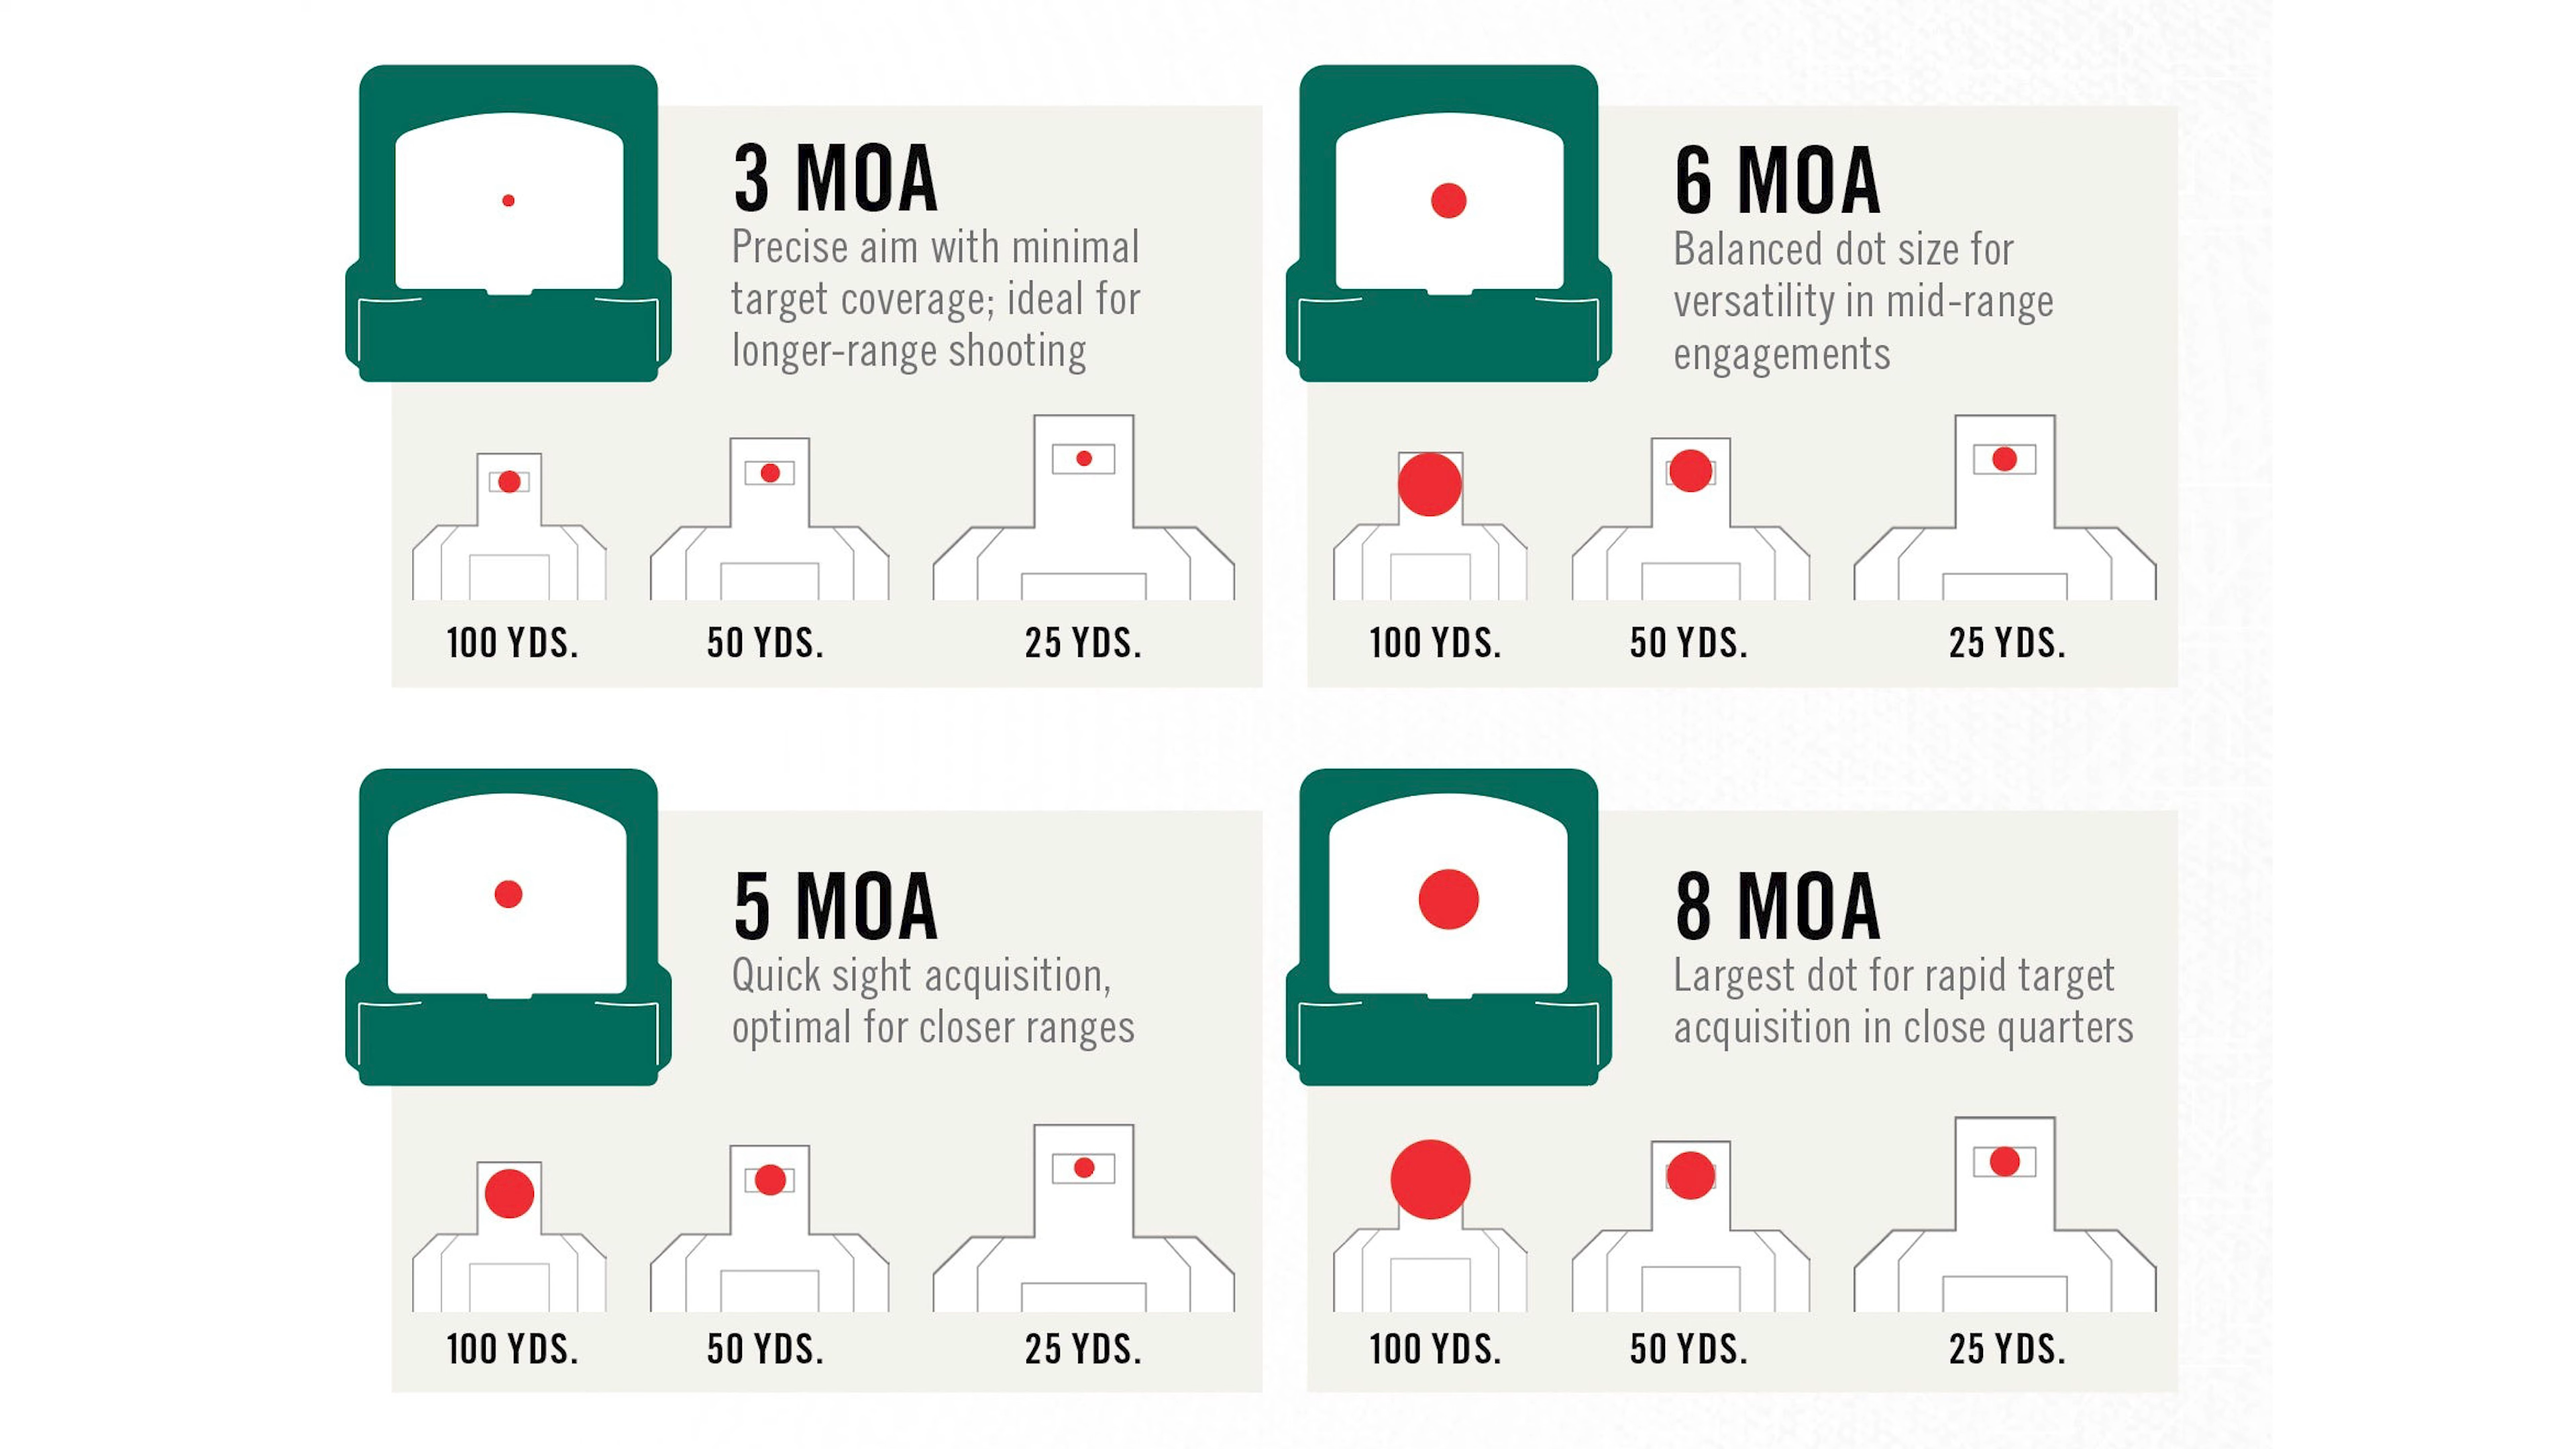 3 MOA
Precise aim with minimal
target coverage; ideal for
longer-range shooting
100 YDS.
50 YDS.
25 YDS.
6 MOA
Balanced dot size for
versatility in mid-range
engagements
100 YDS.
50 YDS.
25 YDS.
5 MOA
Quick sight acquisition,
optimal for closer ranges
100 YDS.
50 YDS.
25 YDS.
8 MOA
Largest dot for rapid target
acquisition in close quarters
100 YDS.
50 YDS.
25 YDS.